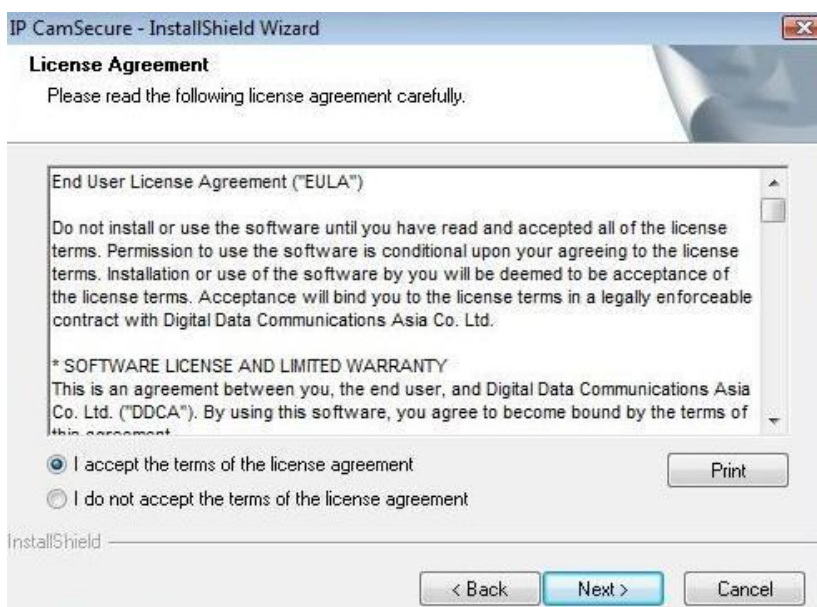 IP CamSecure - InstallShield Wizard
License Agreement
Please read the following license agreement carefully.
End User License Agreement ("EULA")
Do not install or use the software until you have read and accepted all of the license
terms. Permission to use the software is conditional upon your agreeing to the license
terms. Installation or use of the software by you will be deemed to be acceptance of
the license terms. Acceptance will bind you to the license terms in a legally enforceable
contract with Digital Data Communications Asia Co. Ltd.
* SOFTWARE LICENSE AND LIMITED WARRANTY
This is an agreement between you, the end user, and Digital Data Communications Asia
Co. Ltd. ("DDCA"). By using this software, you agree to become bound by the terms of
this agreement
I accept the terms of the license agreement
Print
I do not accept the terms of the license agreement
InstallShield
< Back
Next >
Cancel